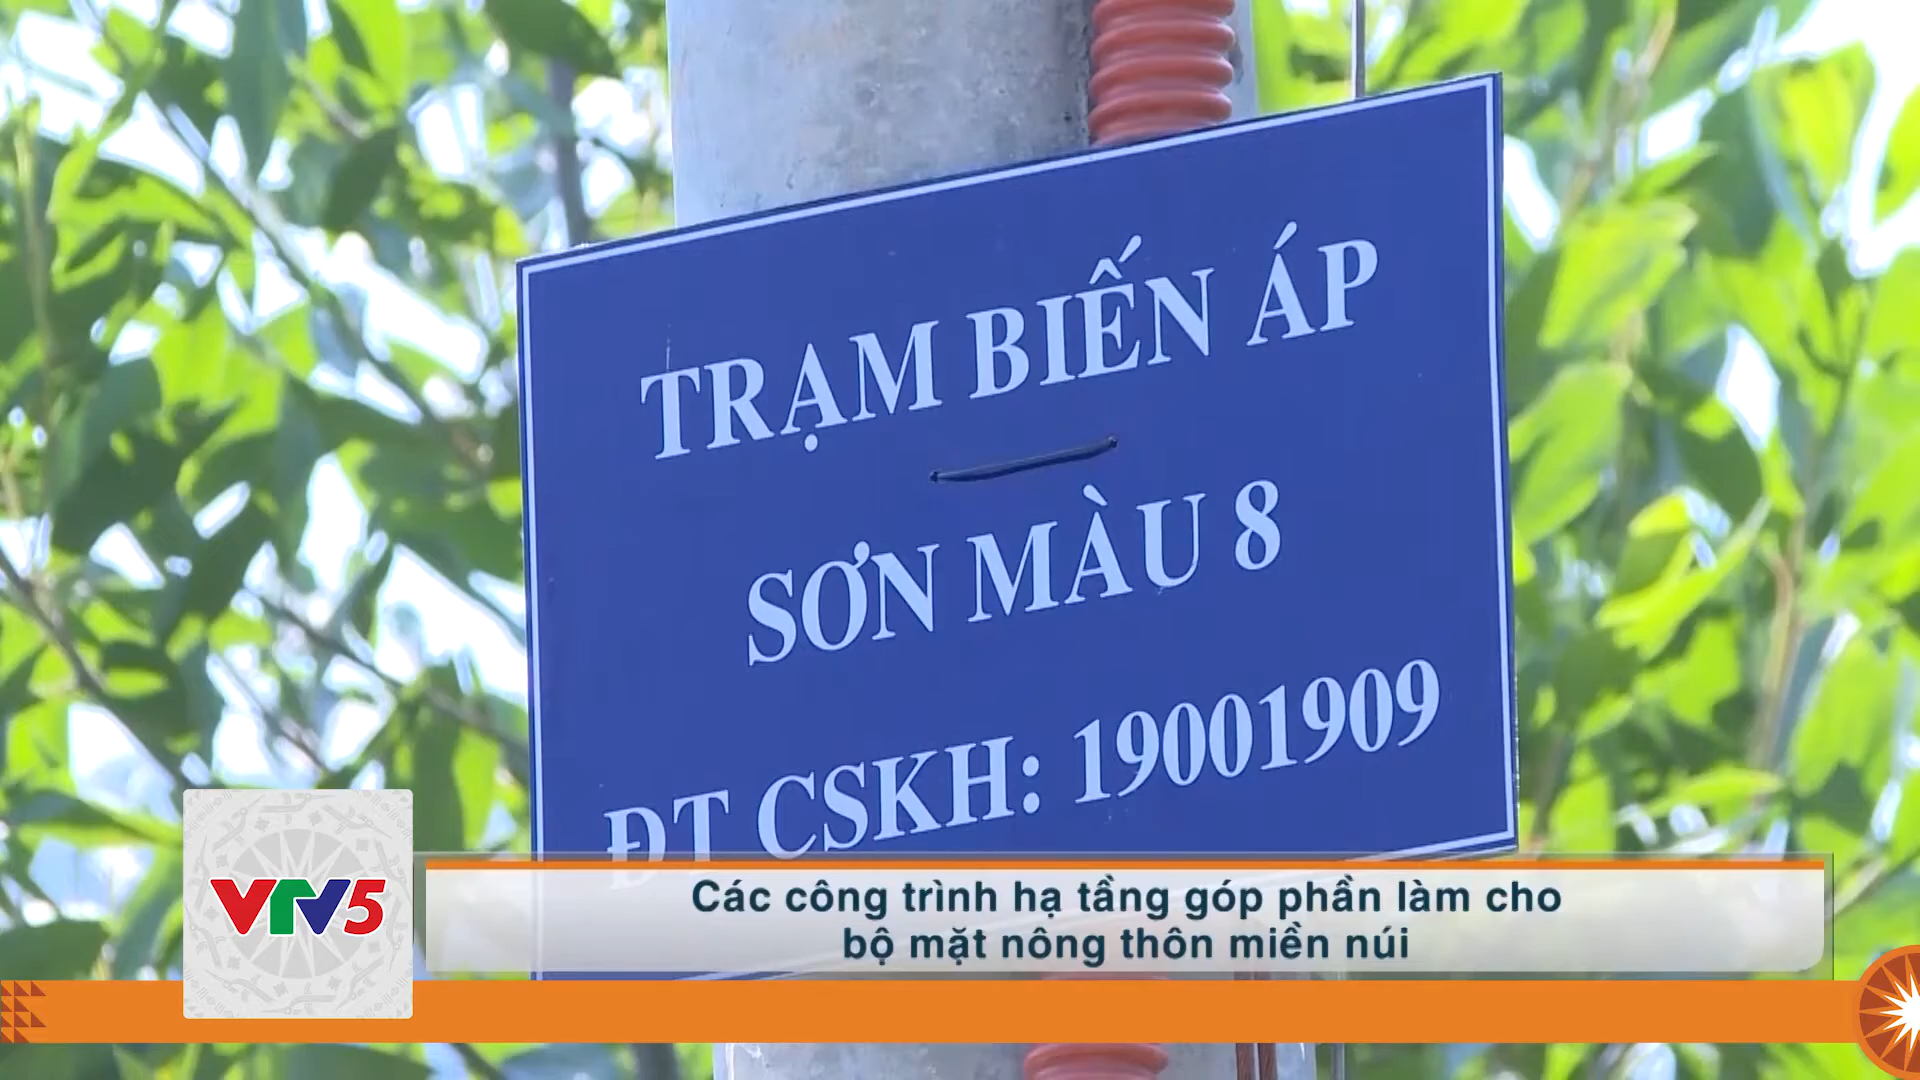 TRẠM BIẾN ÁP
SƠN MÀU 8
ĐT CSKH: 19001909
VTV5
Các công trình hạ tầng góp phần làm cho
bộ mặt nông thôn miền núi